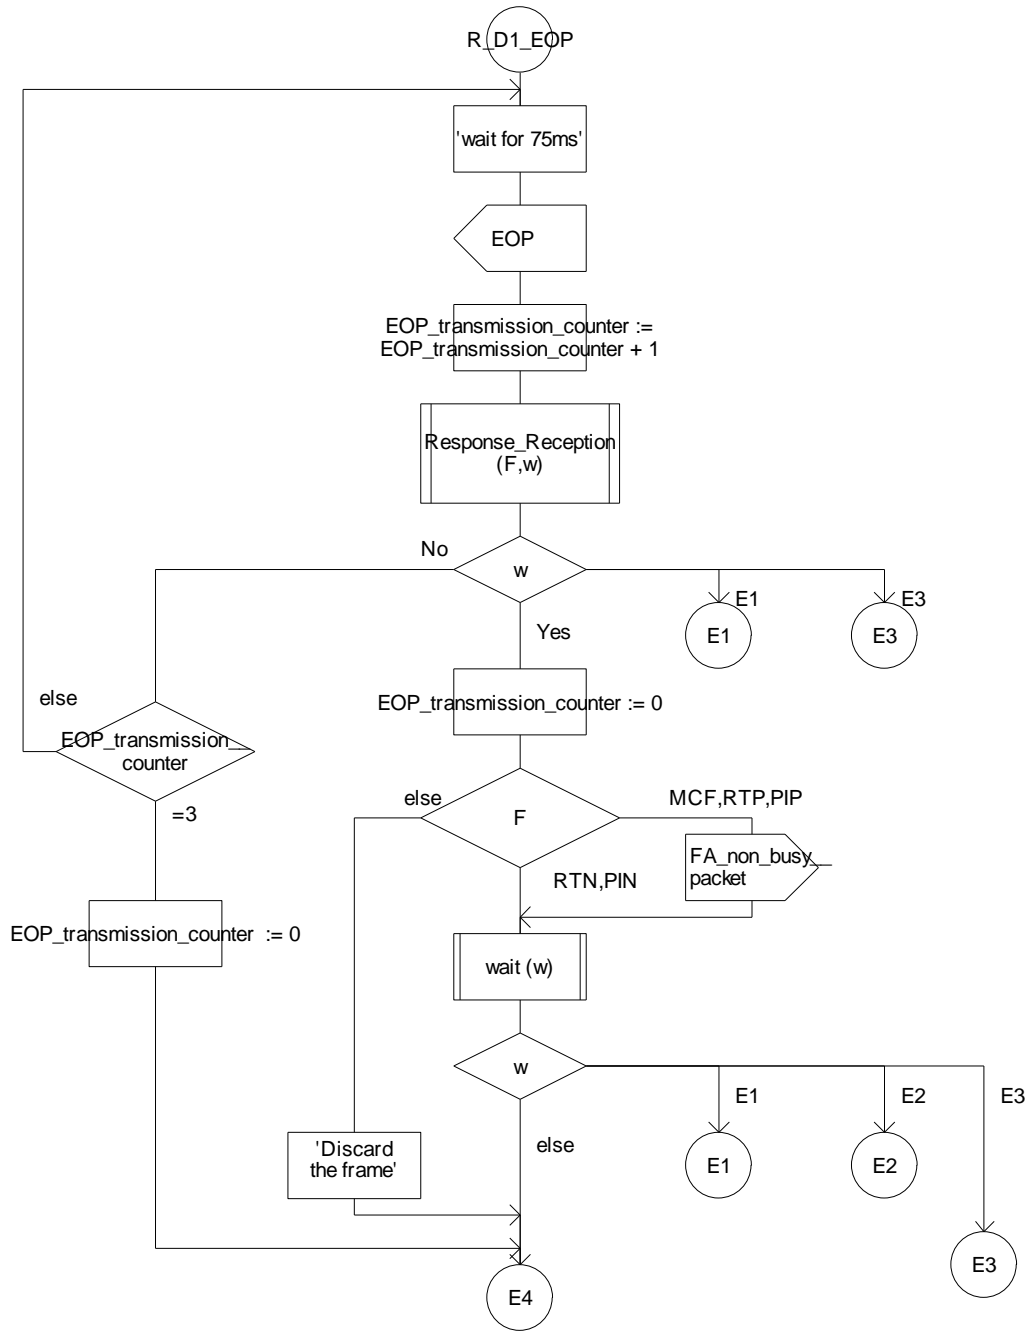 R_D1_EOP
'wait for 75ms'
EOP
EOP_transmission_counter :=
EOP_transmission_counter + 1
Response_Reception
(F,w)
No
w
E1
E3
E1
E3
Yes
else
EOP_transmission_counter := 0
EOP_transmission__
counter
=3
else
F
MCF,RTP,PIP
FA_non_busy__
packet
RTN,PIN
EOP_transmission_counter := 0
wait (w)
w
E1
E2
E3
else
'Discard
the frame'
E1
E2
E3
E4